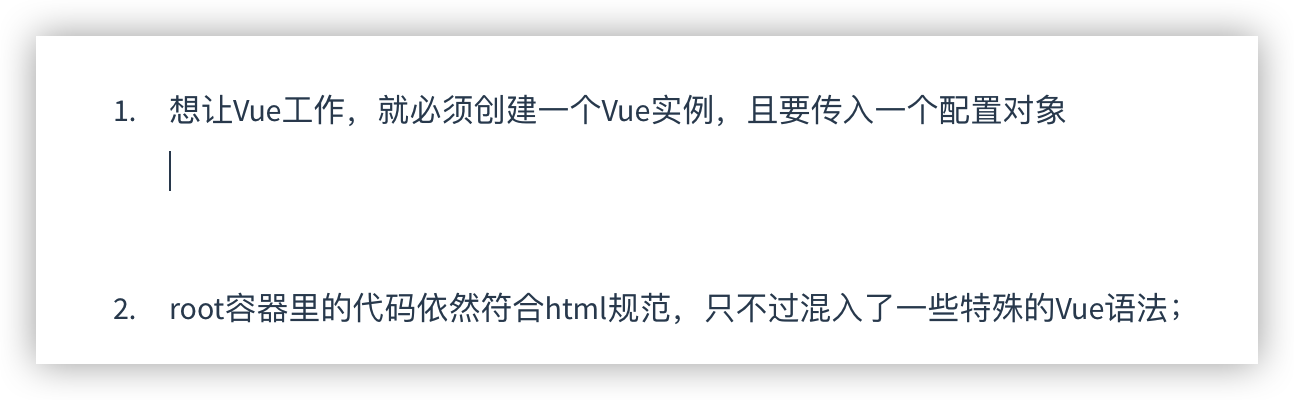 1. 想让Vue工作，就必须创建一个Vue实例，且要传入一个配置对象
2. root容器里的代码依然符合html规范，只不过混入了一些特殊的Vue语法；